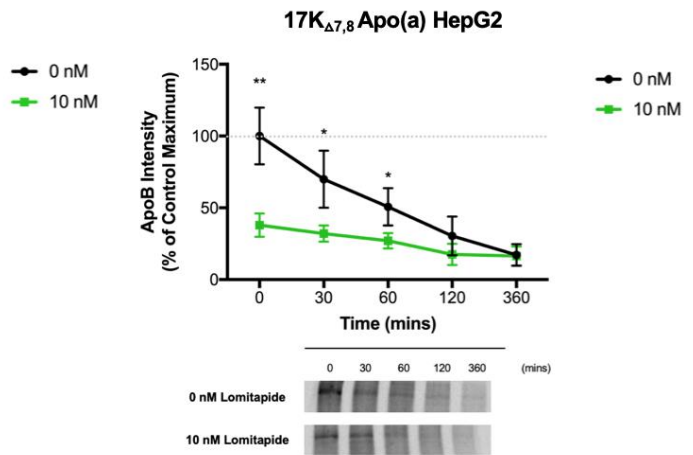 17KΔ7,8 Apo(a) HepG2
0 nM
10 nM
0 nM
10 nM
ApoB Intensity
(% of Control Maximum)
150
100
50
0
**
*
*
0 30 60 120 360
Time (mins)
0 30 60 120 360 (mins)
0 nM Lomitapide
10 nM Lomitapide